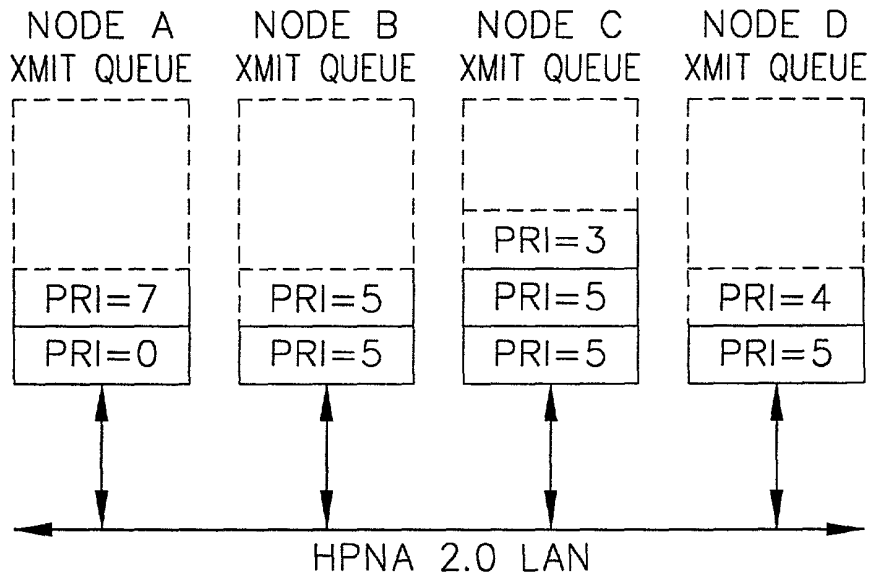 NODE A NODE B NODE C NODE D
XMIT QUEUE XMIT QUEUE XMIT QUEUE XMIT QUEUE
PRI=3
PRI=7 PRI=5 PRI=5 PRI=4
PRI=0 PRI=5 PRI=5 PRI=5
HPNA 2.0 LAN